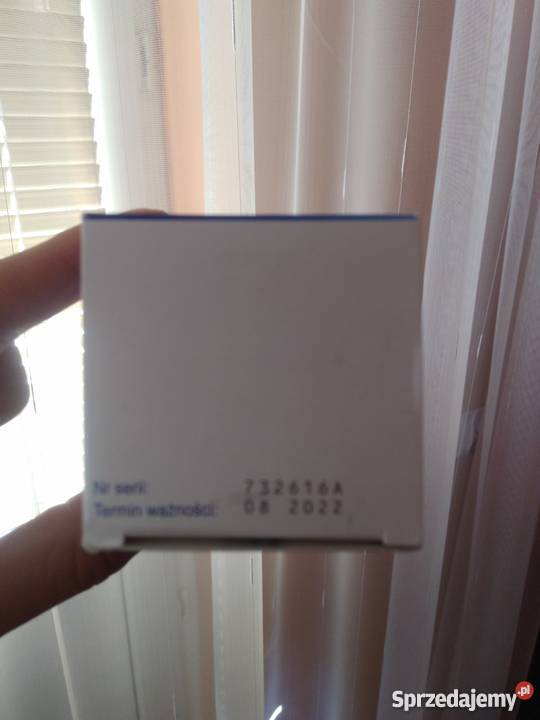 Nr serii: 732616A
Termin ważności: 08 2022
Sprzedajemy.pl